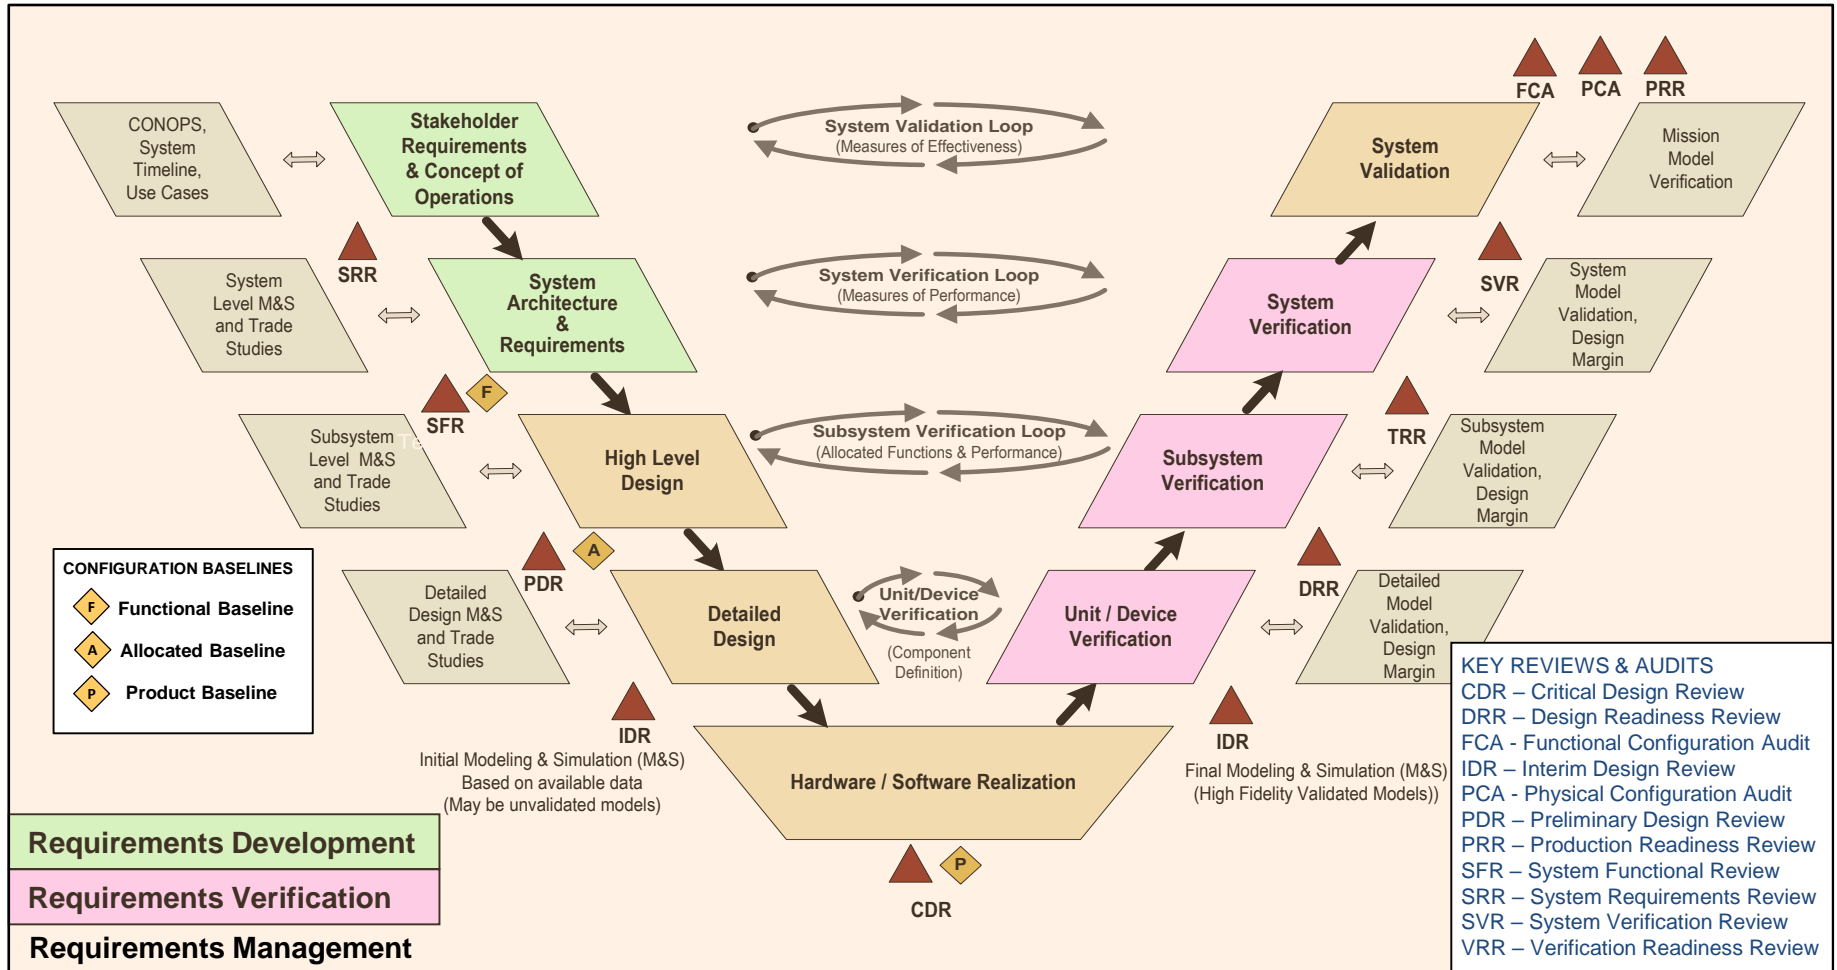 FCA
PCA
PRR
CONOPS,
System
Timeline,
Use Cases
Stakeholder
Requirements
& Concept of
Operations
System Validation Loop
(Measures of Effectiveness)
System
Validation
Mission
Model
Verification
SRR
SVR
System
Level M&S
and Trade
Studies
System
Architecture
&
Requirements
System Verification Loop
(Measures of Performance)
System
Verification
System
Model
Validation,
Design
Margin
SFR
F
TRR
Subsystem
Level M&S
and Trade
Studies
Te
High Level
Design
Subsystem Verification Loop
(Allocated Functions & Performance)
Subsystem
Verification
Subsystem
Model
Validation,
Design
Margin
PDR
A
DRR
Detailed
Design M&S
and Trade
Studies
Detailed
Design
Unit/Device
Verification
(Component
Definition)
Unit / Device
Verification
Detailed
Model
Validation,
Design
Margin
CONFIGURATION BASELINES
F Functional Baseline
A Allocated Baseline
P Product Baseline
IDR
Initial Modeling & Simulation (M&S)
Based on available data
(May be unvalidated models)
Hardware / Software Realization
IDR
Final Modeling & Simulation (M&S)
(High Fidelity Validated Models))
CDR
P
Requirements Development
Requirements Verification
Requirements Management
KEY REVIEWS & AUDITS
CDR – Critical Design Review
DRR – Design Readiness Review
FCA - Functional Configuration Audit
IDR – Interim Design Review
PCA - Physical Configuration Audit
PDR – Preliminary Design Review
PRR – Production Readiness Review
SFR – System Functional Review
SRR – System Requirements Review
SVR – System Verification Review
VRR – Verification Readiness Review